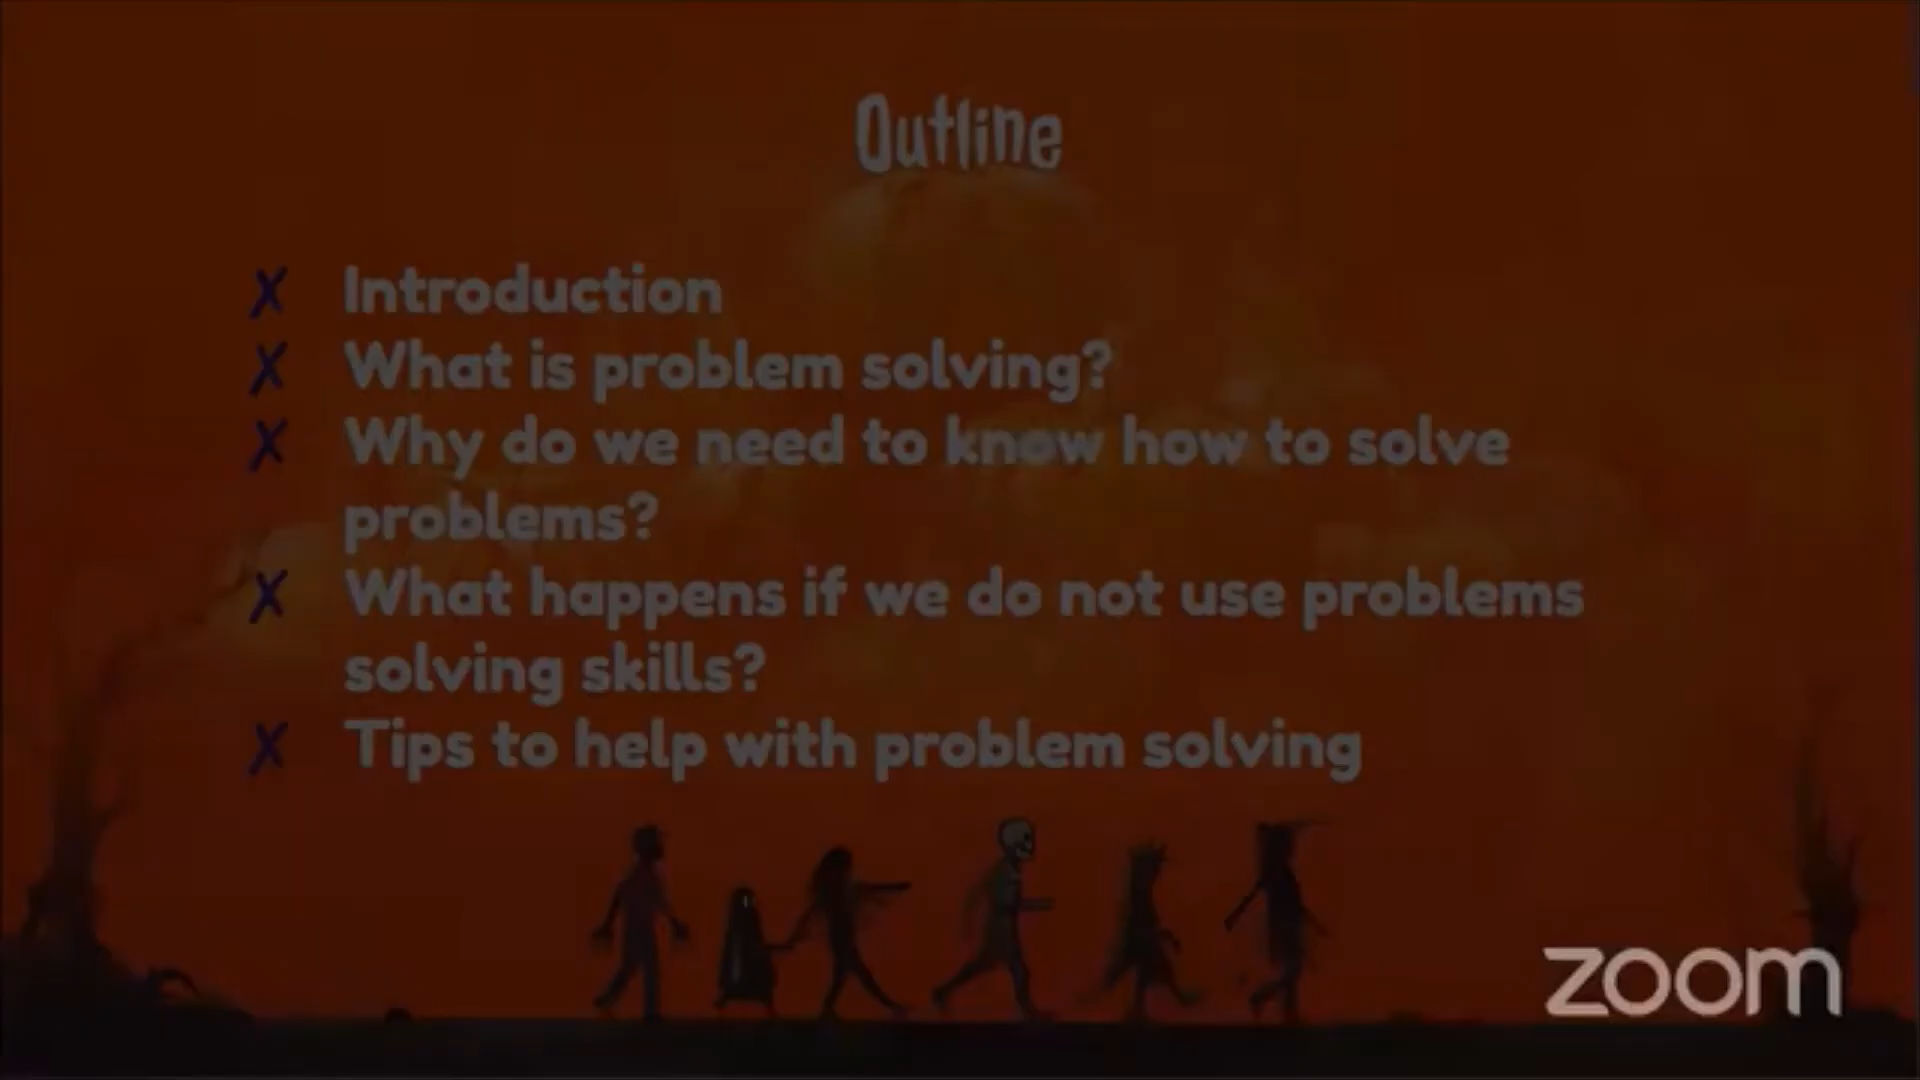 Outline
X Introduction
X What is problem solving?
X Why do we need to know how to solve
problems?
X What happens if we do not use problems
solving skills?
X Tips to help with problem solving
zoom